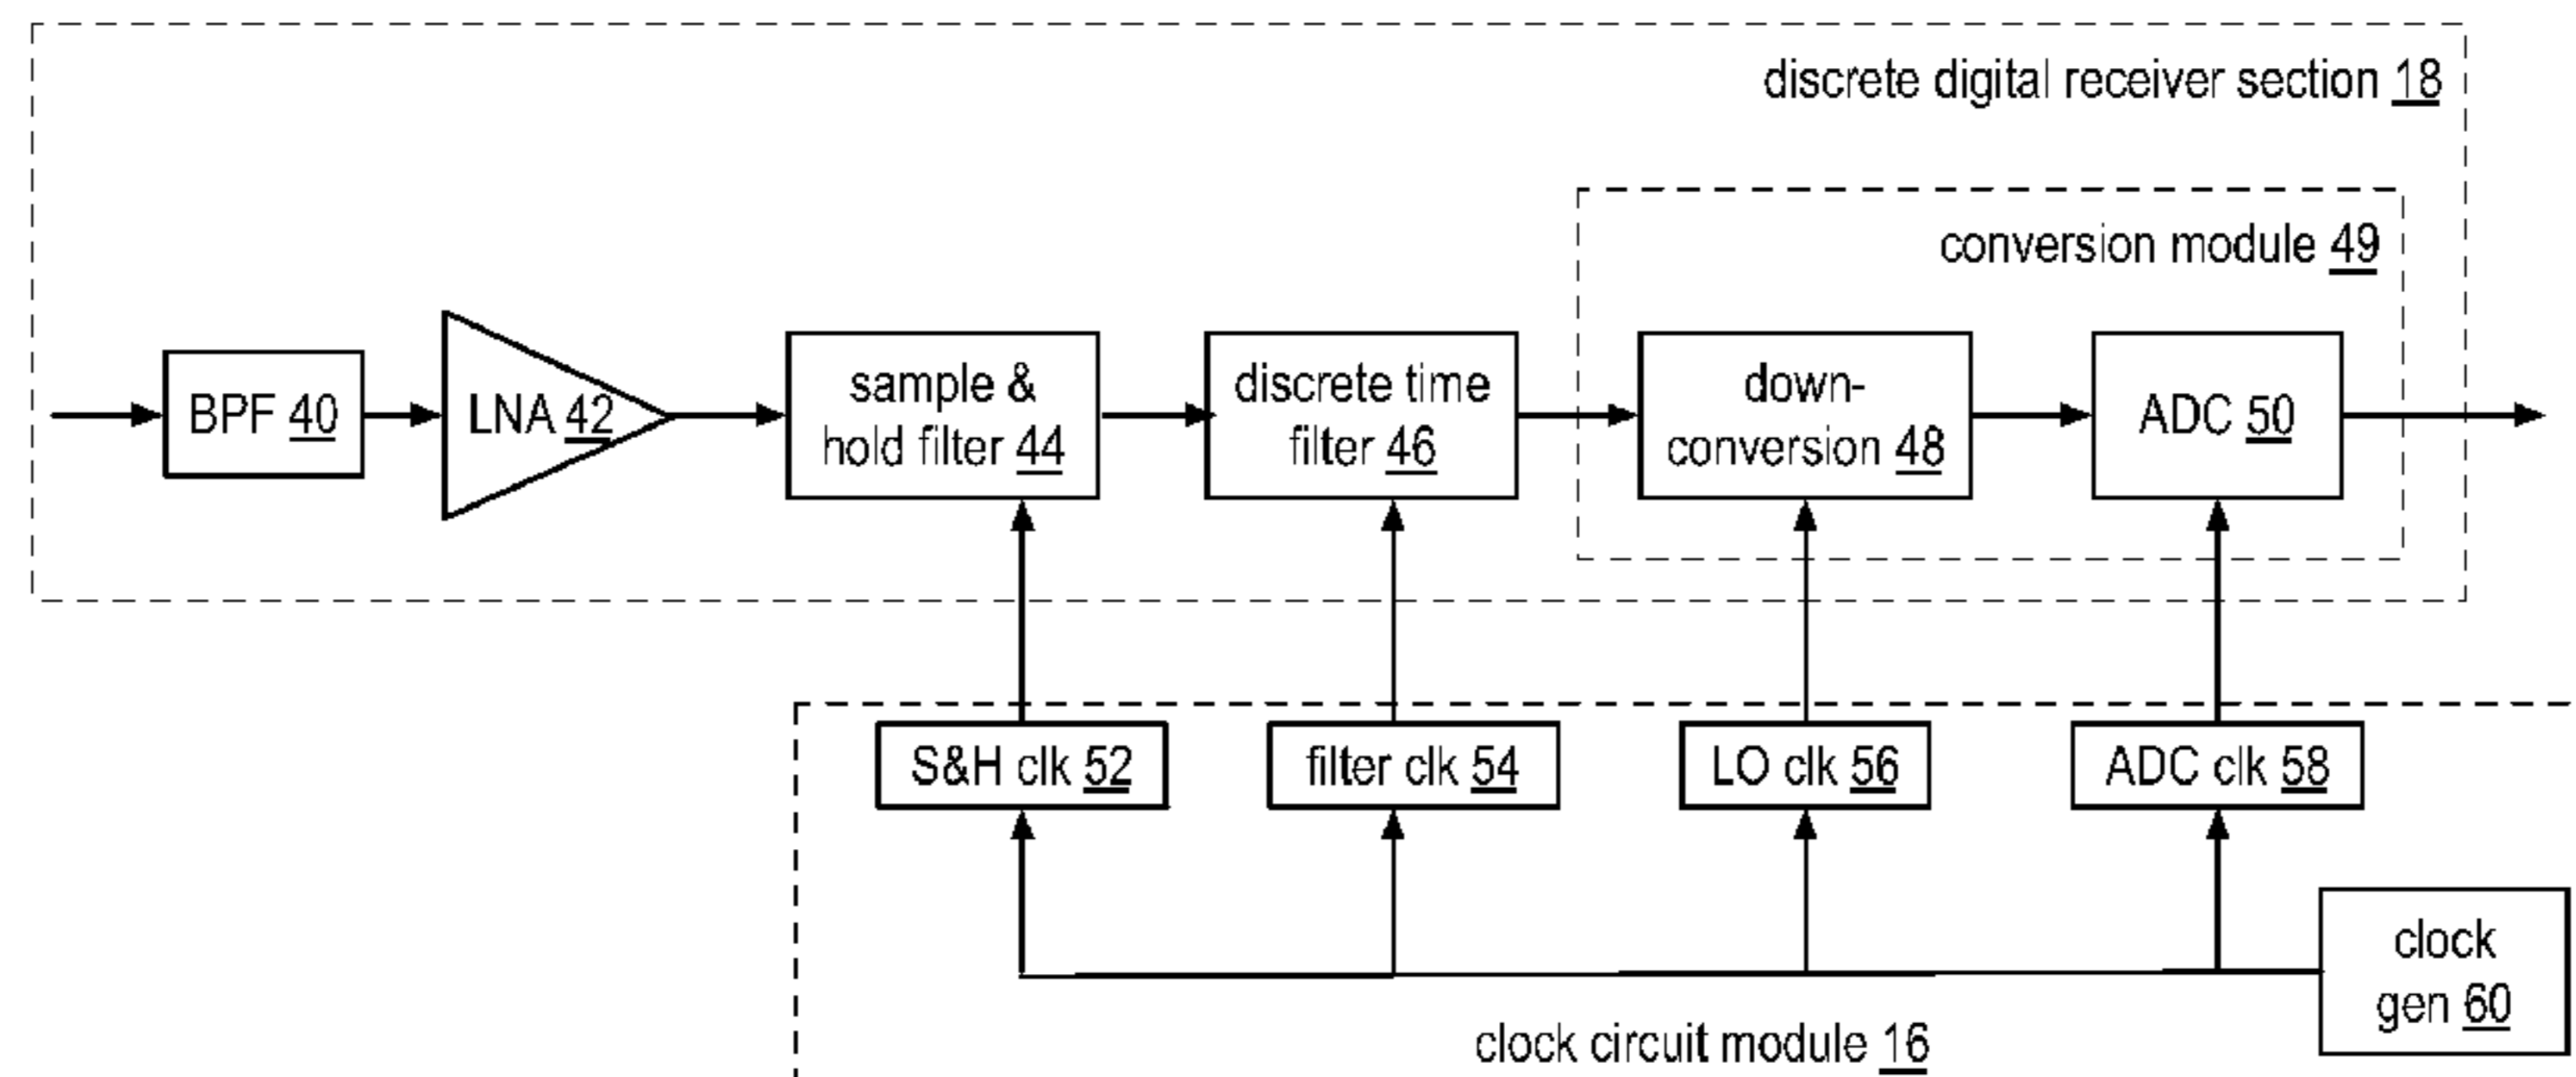 discrete digital receiver section 18
conversion module 49
BPF 40
LNA 42
sample &
hold filter 44
discrete time
filter 46
down-
conversion 48
ADC 50
S&H clk 52
filter clk 54
LO clk 56
ADC clk 58
clock
gen 60
clock circuit module 16